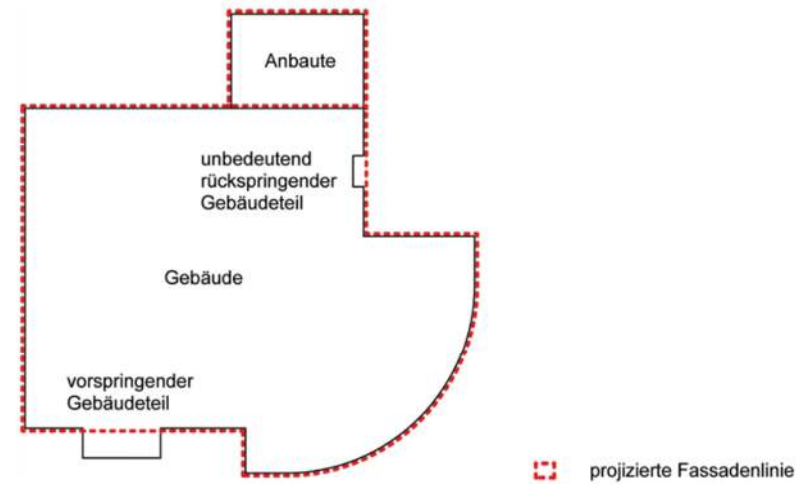 Anbaute
unbedeutend
rückspringender
Gebäudeteil
Gebäude
vorspringender
Gebäudeteil
projizierte Fassadenlinie